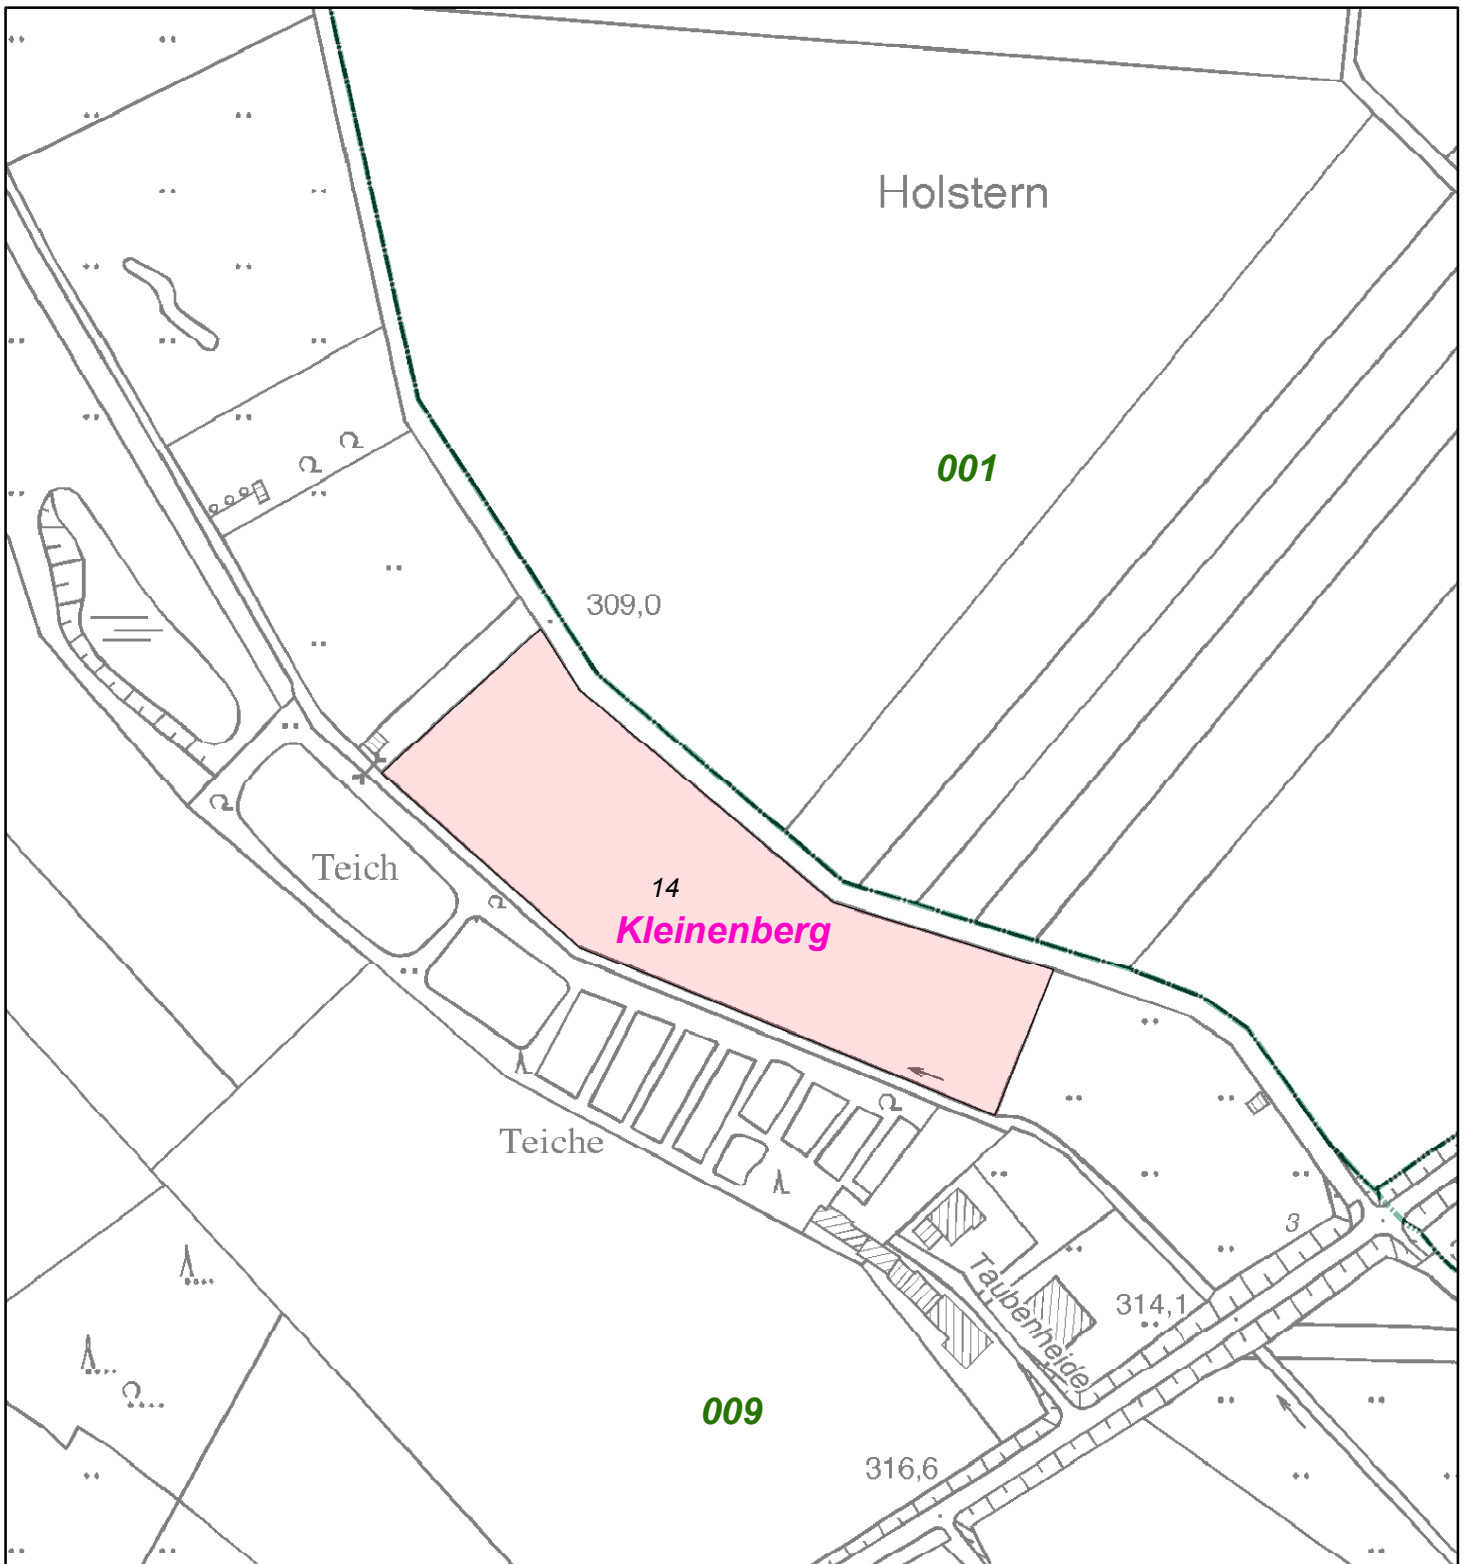 Holstern
001
309,0
Teich
14
Kleinenberg
Teiche
3
Taubenheide
314,1
009
316,6